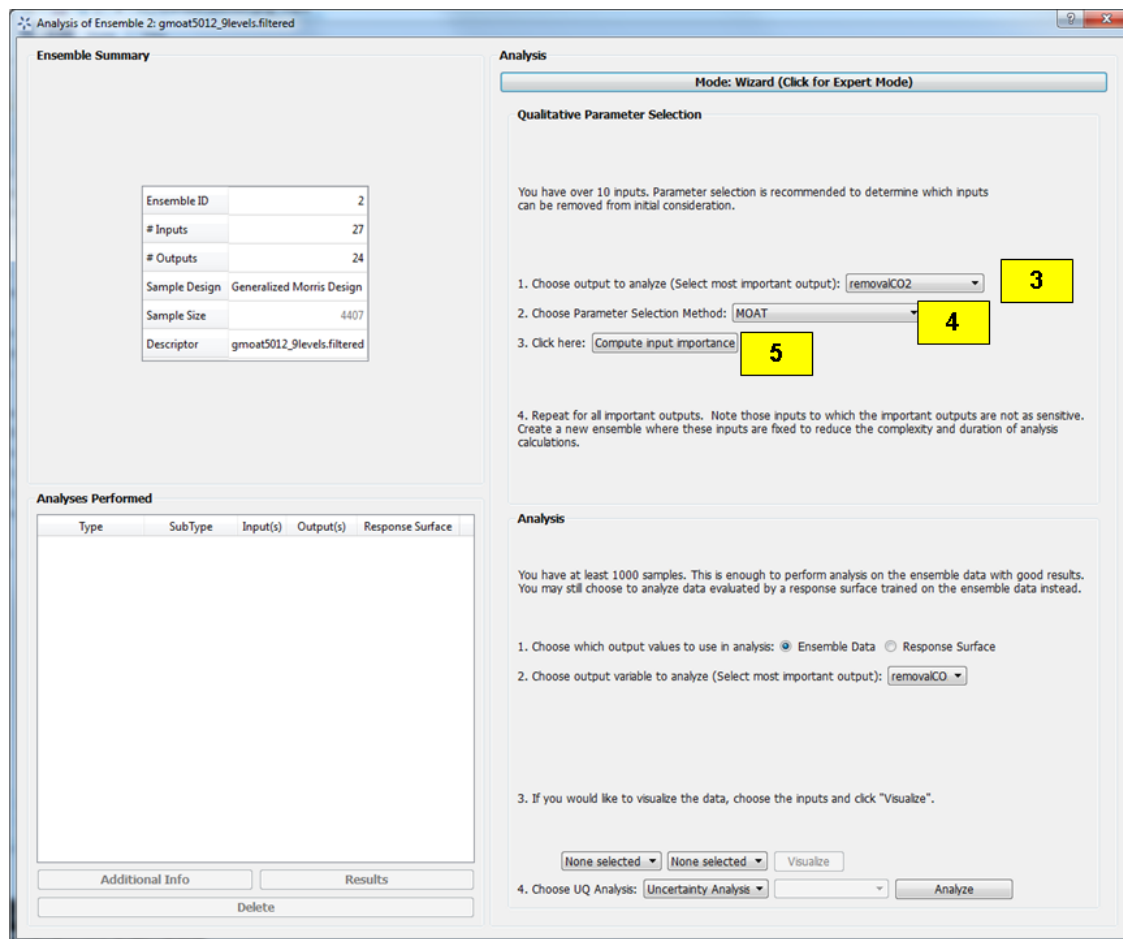 Analysis of Ensemble 2: gmoat5012_9levels.filtered
Ensemble Summary
Ensemble ID 2
# Inputs 27
# Outputs 24
Sample Design Generalized Morris Design
Sample Size 4407
Descriptor gmoat5012_9levels.filtered
Analyses Performed
Type SubType Input(s) Output(s) Response Surface
Additional Info Results
Delete
Analysis
Mode: Wizard (Click for Expert Mode)
Qualitative Parameter Selection
You have over 10 inputs. Parameter selection is recommended to determine which inputs
can be removed from initial consideration.
1. Choose output to analyze (Select most important output): removalCO2 3
2. Choose Parameter Selection Method: MOAT 4
3. Click here: Compute input importance 5
4. Repeat for all important outputs. Note those inputs to which the important outputs are not as sensitive.
Create a new ensemble where these inputs are fixed to reduce the complexity and duration of analysis
calculations.
Analysis
You have at least 1000 samples. This is enough to perform analysis on the ensemble data with good results.
You may still choose to analyze data evaluated by a response surface trained on the ensemble data instead.
1. Choose which output values to use in analysis: Ensemble Data Response Surface
2. Choose output variable to analyze (Select most important output): removalCO
3. If you would like to visualize the data, choose the inputs and click "Visualize".
None selected None selected Visualize
4. Choose UQ Analysis: Uncertainty Analysis Analyze